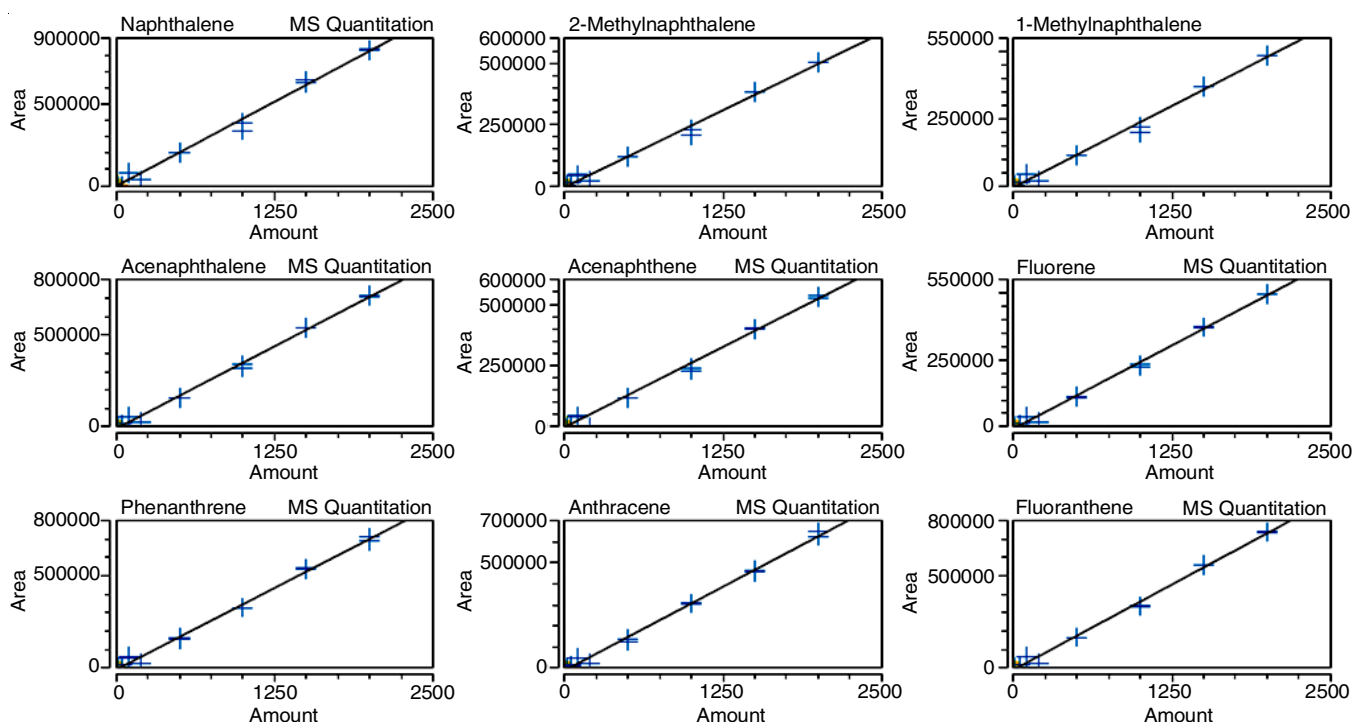 Naphthalene MS Quantitation
900000
500000
0
Area
0 1250 2500
Amount
2-Methylnaphthalene
600000
500000
250000
0
Area
0 1250 2500
Amount
1-Methylnaphthalene
550000
250000
0
Area
0 1250 2500
Amount
Acenaphthalene MS Quantitation
800000
500000
0
Area
0 1250 2500
Amount
Acenaphthene MS Quantitation
600000
500000
250000
0
Area
0 1250 2500
Amount
Fluorene MS Quantitation
550000
250000
0
Area
0 1250 2500
Amount
Phenanthrene MS Quantitation
800000
500000
0
Area
0 1250 2500
Amount
Anthracene MS Quantitation
700000
500000
250000
0
Area
0 1250 2500
Amount
Fluoranthene MS Quantitation
800000
500000
0
Area
0 1250 2500
Amount